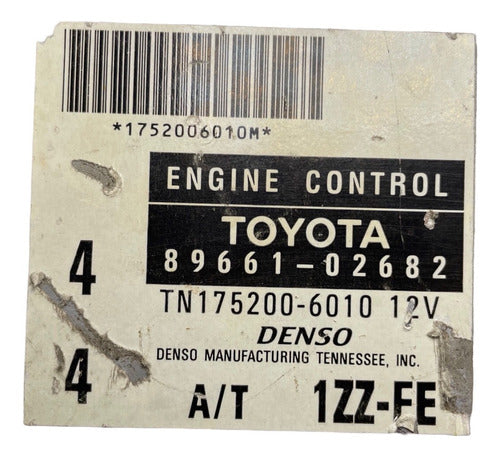 *1752006010M*
ENGINE CONTROL
TOYOTA
89661-02682
4
TN175200-6010 12V
DENSO
DENSO MANUFACTURING TENNESSEE, INC.
4
A/T 1ZZ-FE